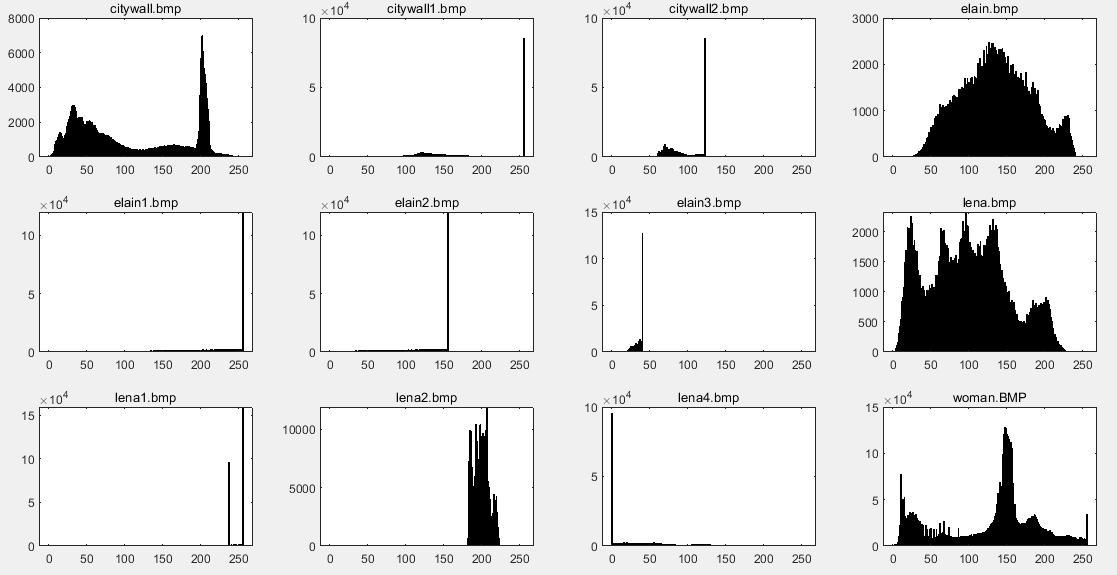 citywall.bmp
8000
6000
4000
2000
0
0 50 100 150 200 250
×10⁴ citywall1.bmp
10
5
0
0 50 100 150 200 250
×10⁴ citywall2.bmp
10
5
0
0 50 100 150 200 250
elain.bmp
3000
2000
1000
0
0 50 100 150 200 250
×10⁴ elain1.bmp
10
5
0
0 50 100 150 200 250
×10⁴ elain2.bmp
10
5
0
0 50 100 150 200 250
×10⁴ elain3.bmp
15
10
5
0
0 50 100 150 200 250
lena.bmp
2000
1500
1000
500
0
0 50 100 150 200 250
×10⁴ lena1.bmp
15
10
5
0
0 50 100 150 200 250
lena2.bmp
10000
5000
0
0 50 100 150 200 250
×10⁴ lena4.bmp
10
5
0
0 50 100 150 200 250
×10⁴ woman.BMP
15
10
5
0
0 50 100 150 200 250